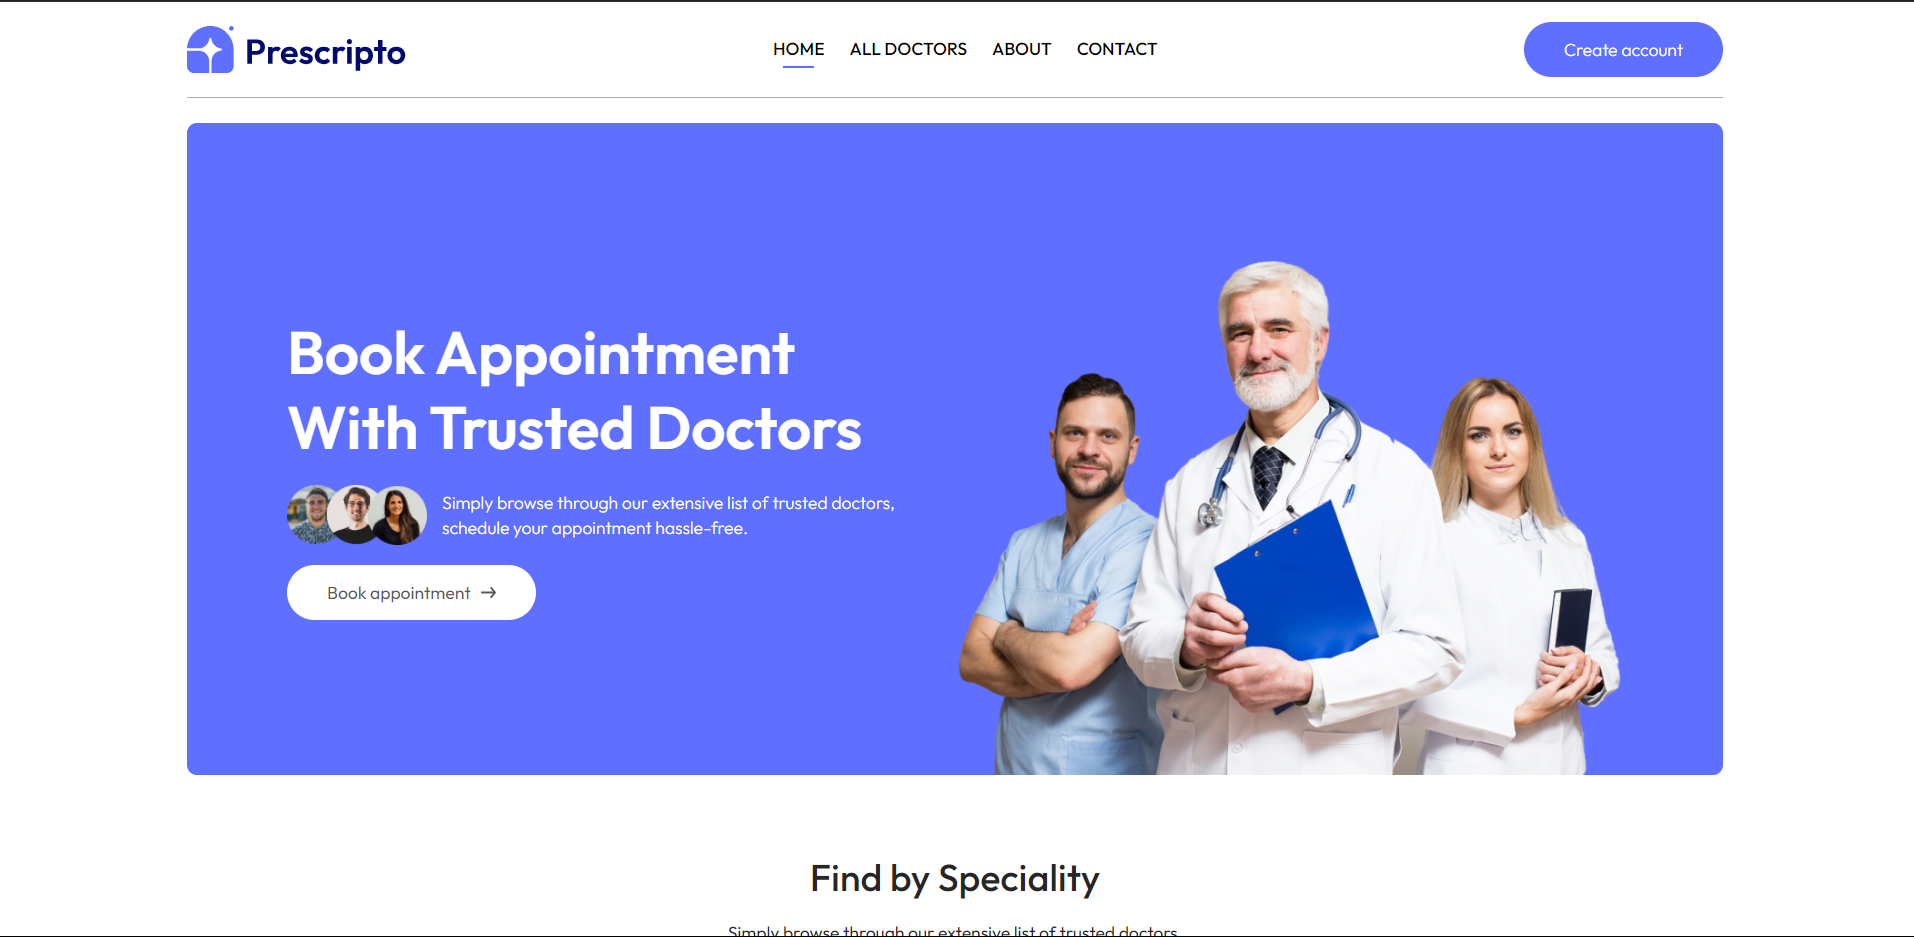 Prescripto
HOME
ALL DOCTORS
ABOUT
CONTACT
Create account
Book Appointment
With Trusted Doctors
Simply browse through our extensive list of trusted doctors,
schedule your appointment hassle-free.
Book appointment →
Find by Speciality
Simply browse through our extensive list of trusted doctors